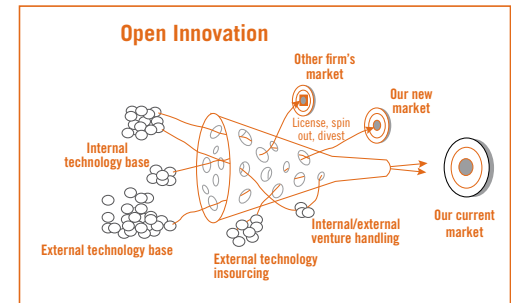 Open Innovation
Other firm's
market
Our new
market
License, spin
out, divest
Internal
technology base
External technology base
External technology
insourcing
Internal/external
venture handling
Our current
market